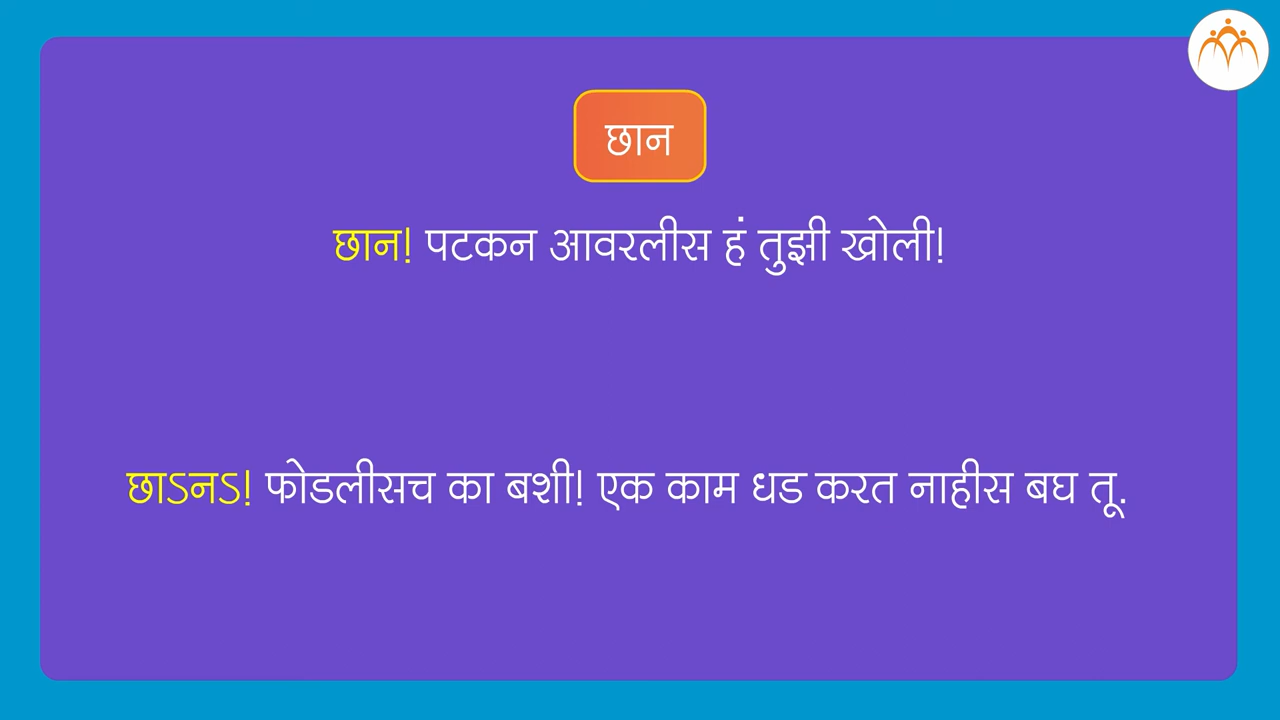 छान
छान! पटकन आवरलीस हं तुझी खोली!
छाऽनऽ! फोडलीसच का बशी! एक काम धड करत नाहीस बघ तू.